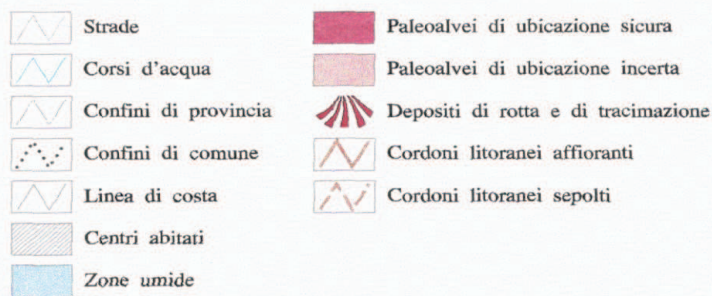 Strade
Corsi d'acqua
Confini di provincia
Confini di comune
Linea di costa
Centri abitati
Zone umide
Paleoalvei di ubicazione sicura
Paleoalvei di ubicazione incerta
Depositi di rotta e di tracimazione
Cordoni litoranei affioranti
Cordoni litoranei sepolti